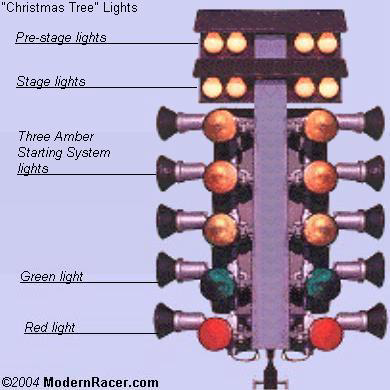 "Christmas Tree" Lights
Pre-stage lights
Stage lights
Three Amber
Starting System
lights
Green light
Red light
©2004 ModernRacer.com